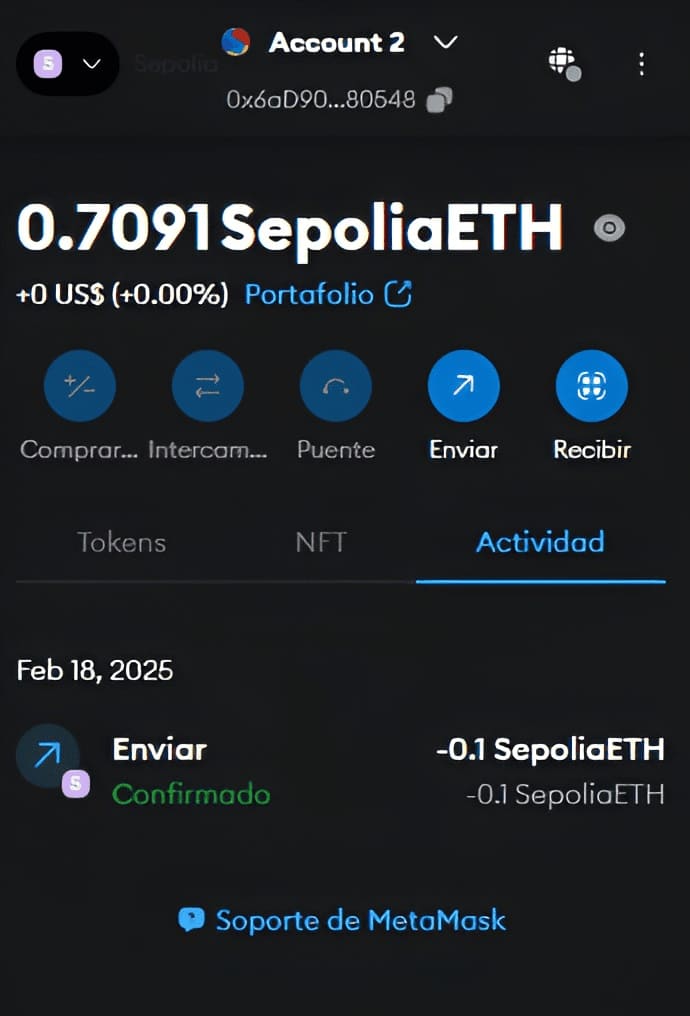 S Sepolia Account 2
0x6aD90...80548
0.7091 SepoliaETH
+0 US$ (+0.00%) Portafolio
+/- Comprar... Intercam... Puente Enviar Recibir
Tokens NFT Actividad
Feb 18, 2025
Enviar -0.1 SepoliaETH
S Confirmado -0.1 SepoliaETH
? Soporte de MetaMask